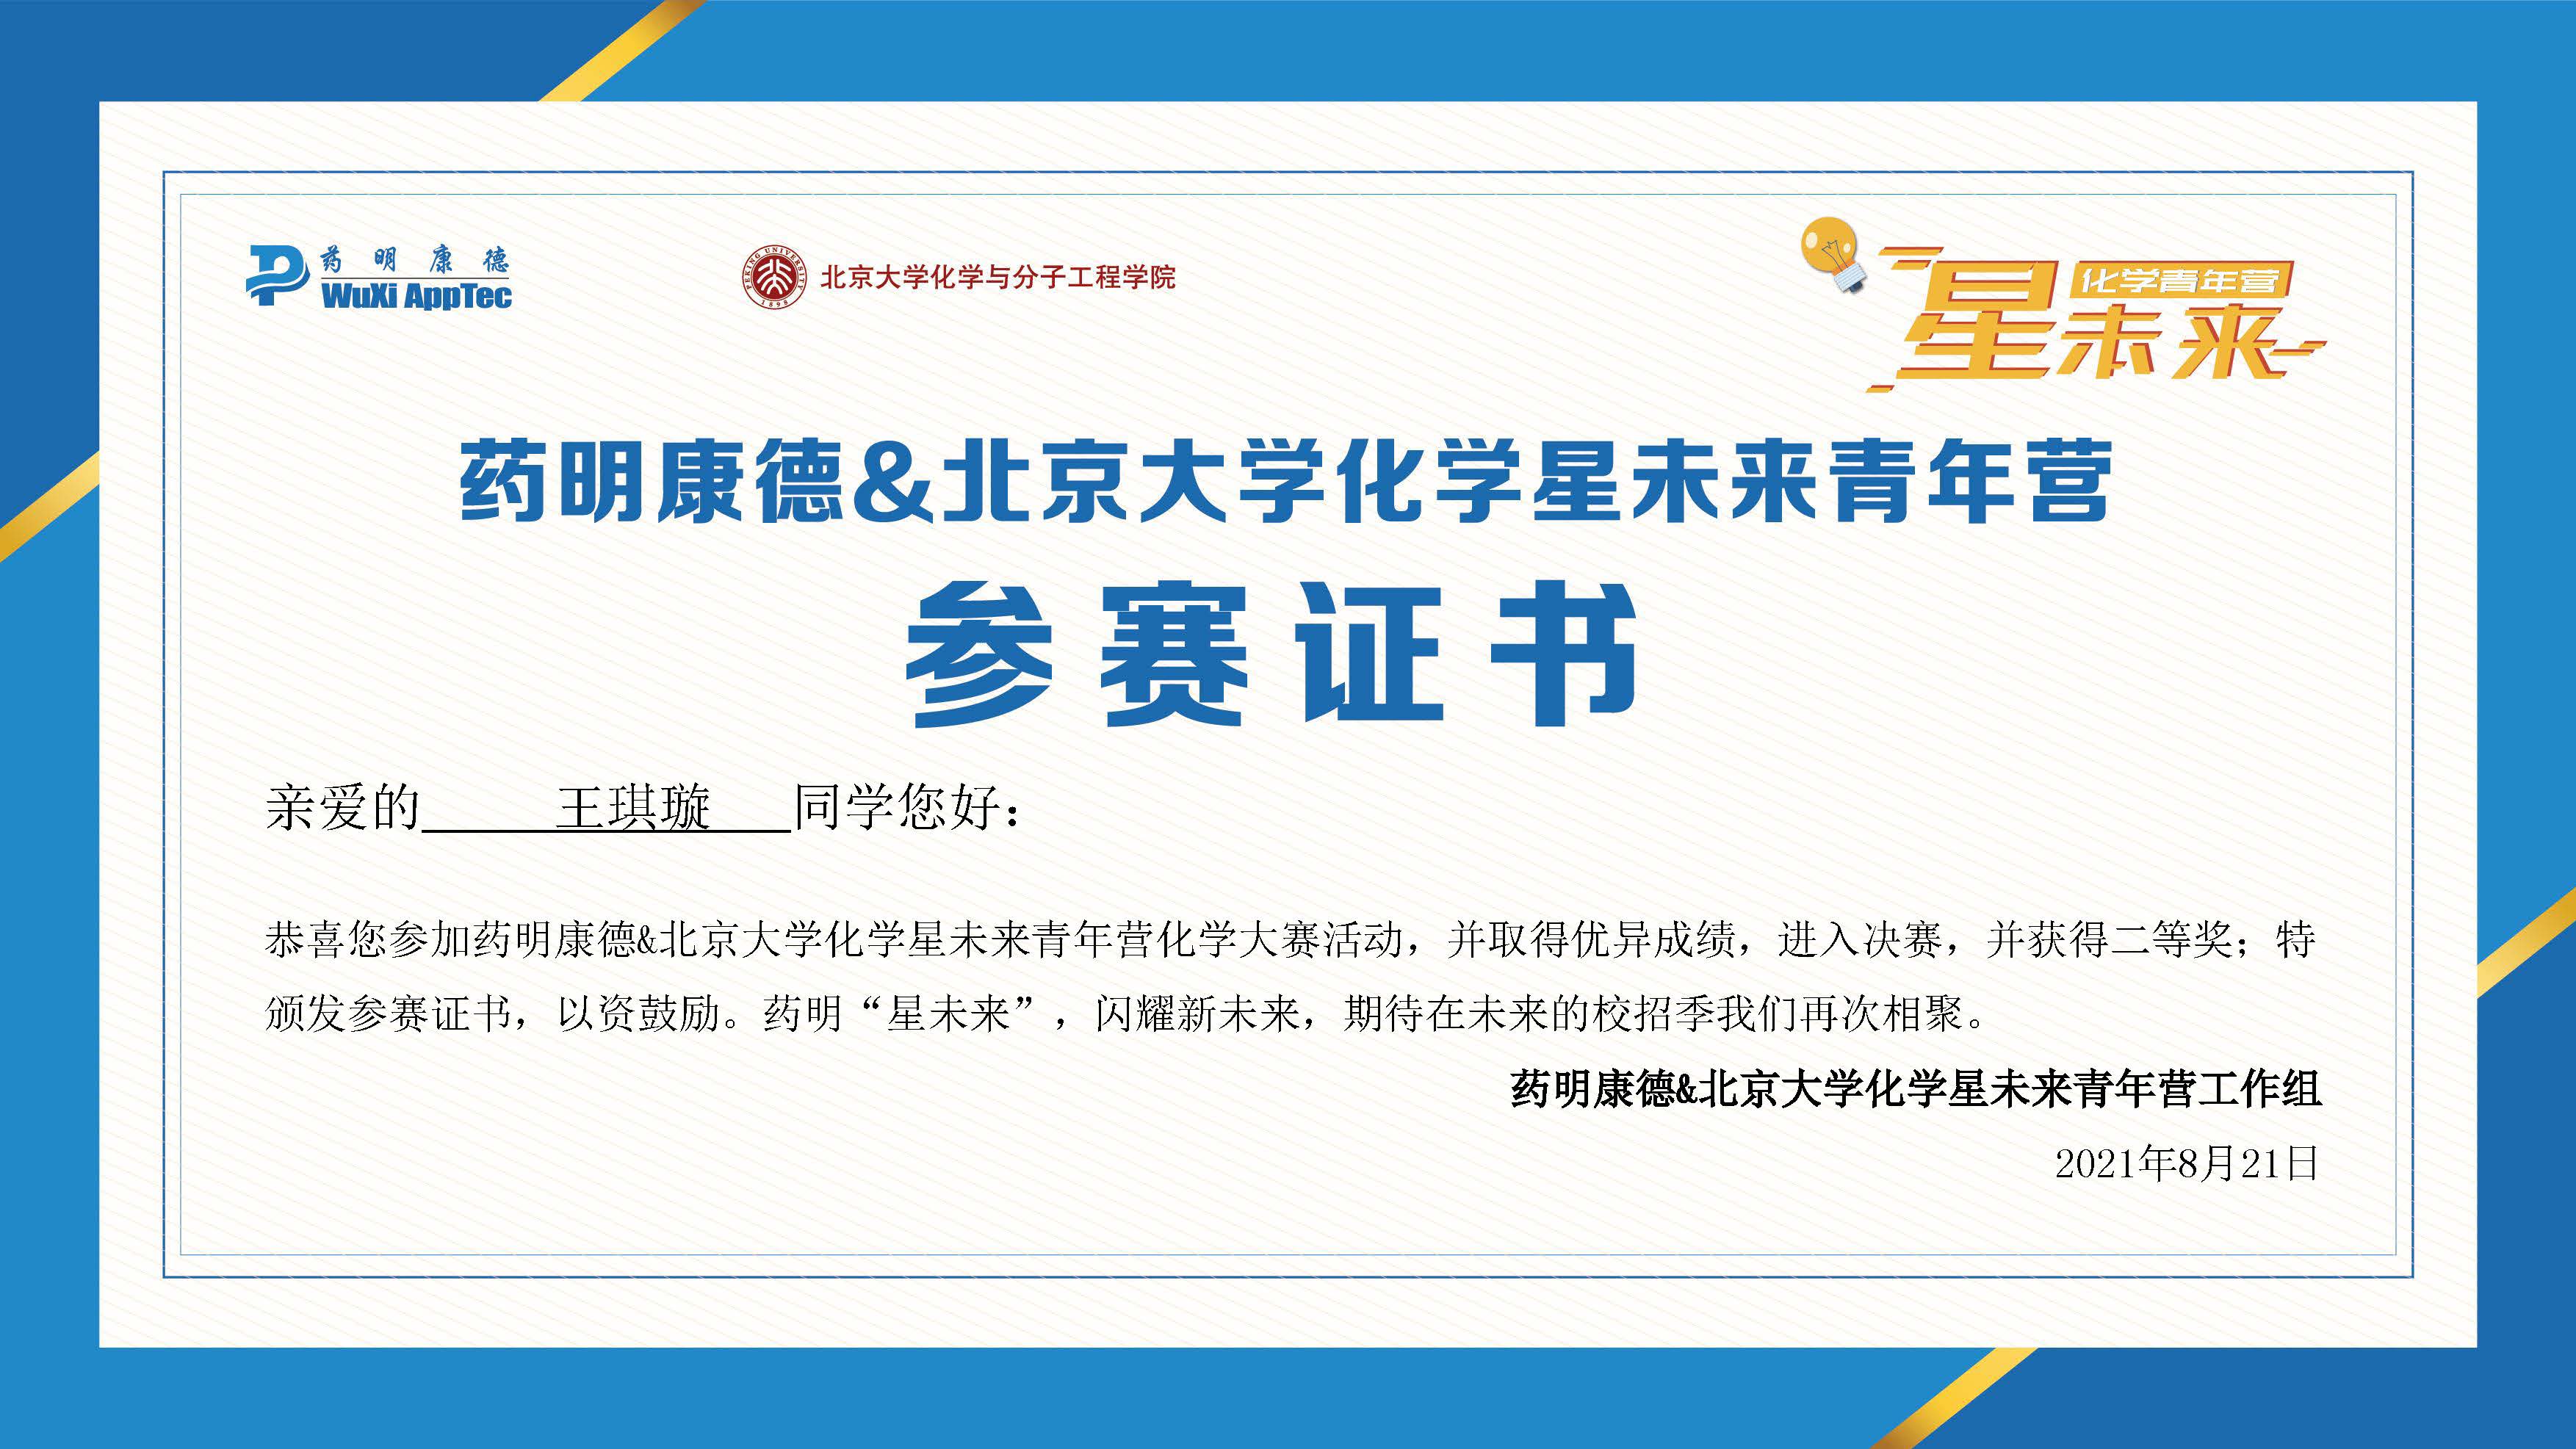 药明康德
WuXi AppTec
PEKING UNIVERSITY
1898
北京大学化学与分子工程学院
化学青年营
星未来
药明康德&北京大学化学星未来青年营
参赛证书
亲爱的 王琪璇 同学您好：
恭喜您参加药明康德&北京大学化学星未来青年营化学大赛活动，并取得优异成绩，进入决赛，并获得二等奖；特
颁发参赛证书，以资鼓励。药明“星未来”，闪耀新未来，期待在未来的校招季我们再次相聚。
药明康德&北京大学化学星未来青年营工作组
2021年8月21日